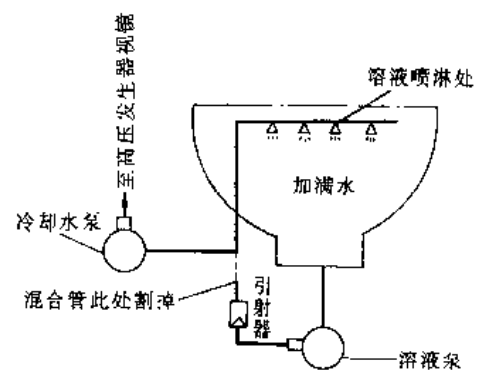 至高压发生器视镜
溶液喷淋处
加满水
冷却水泵
混合管此处割掉
引射器
溶液泵